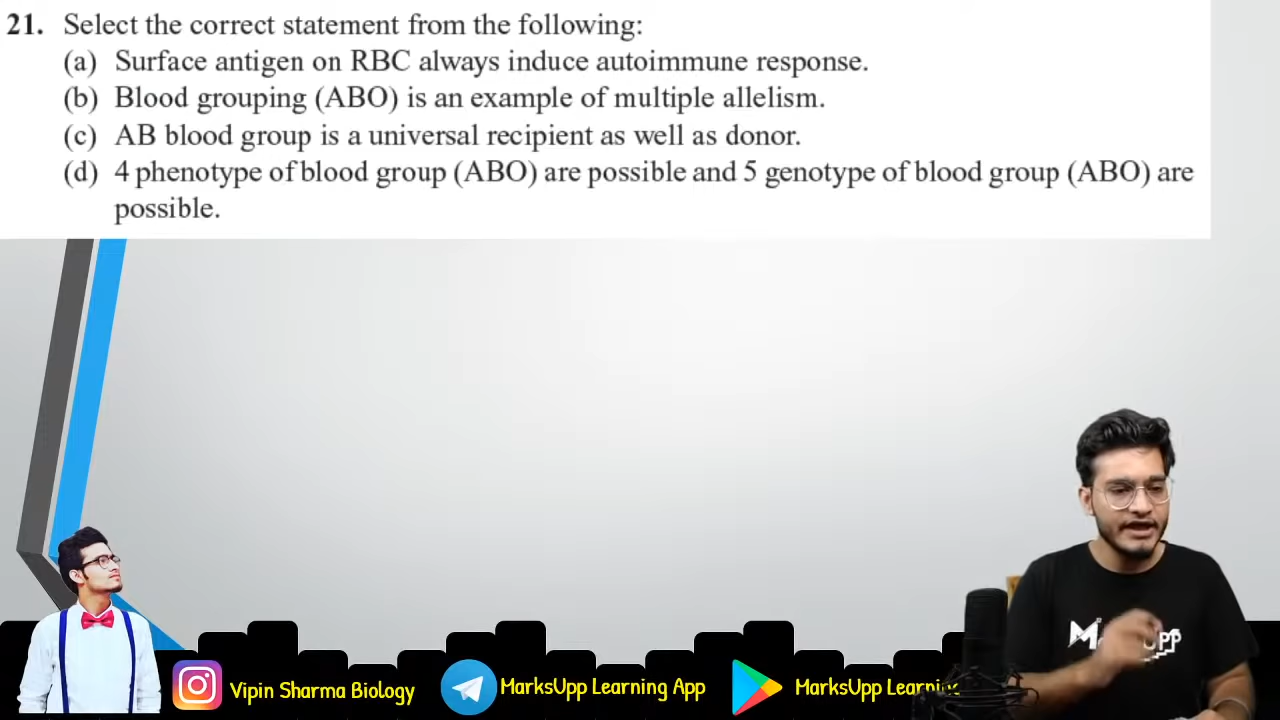 21. Select the correct statement from the following:
(a) Surface antigen on RBC always induce autoimmune response.
(b) Blood grouping (ABO) is an example of multiple allelism.
(c) AB blood group is a universal recipient as well as donor.
(d) 4 phenotype of blood group (ABO) are possible and 5 genotype of blood group (ABO) are
possible.
Vipin Sharma Biology
MarksUpp Learning App
MarksUpp